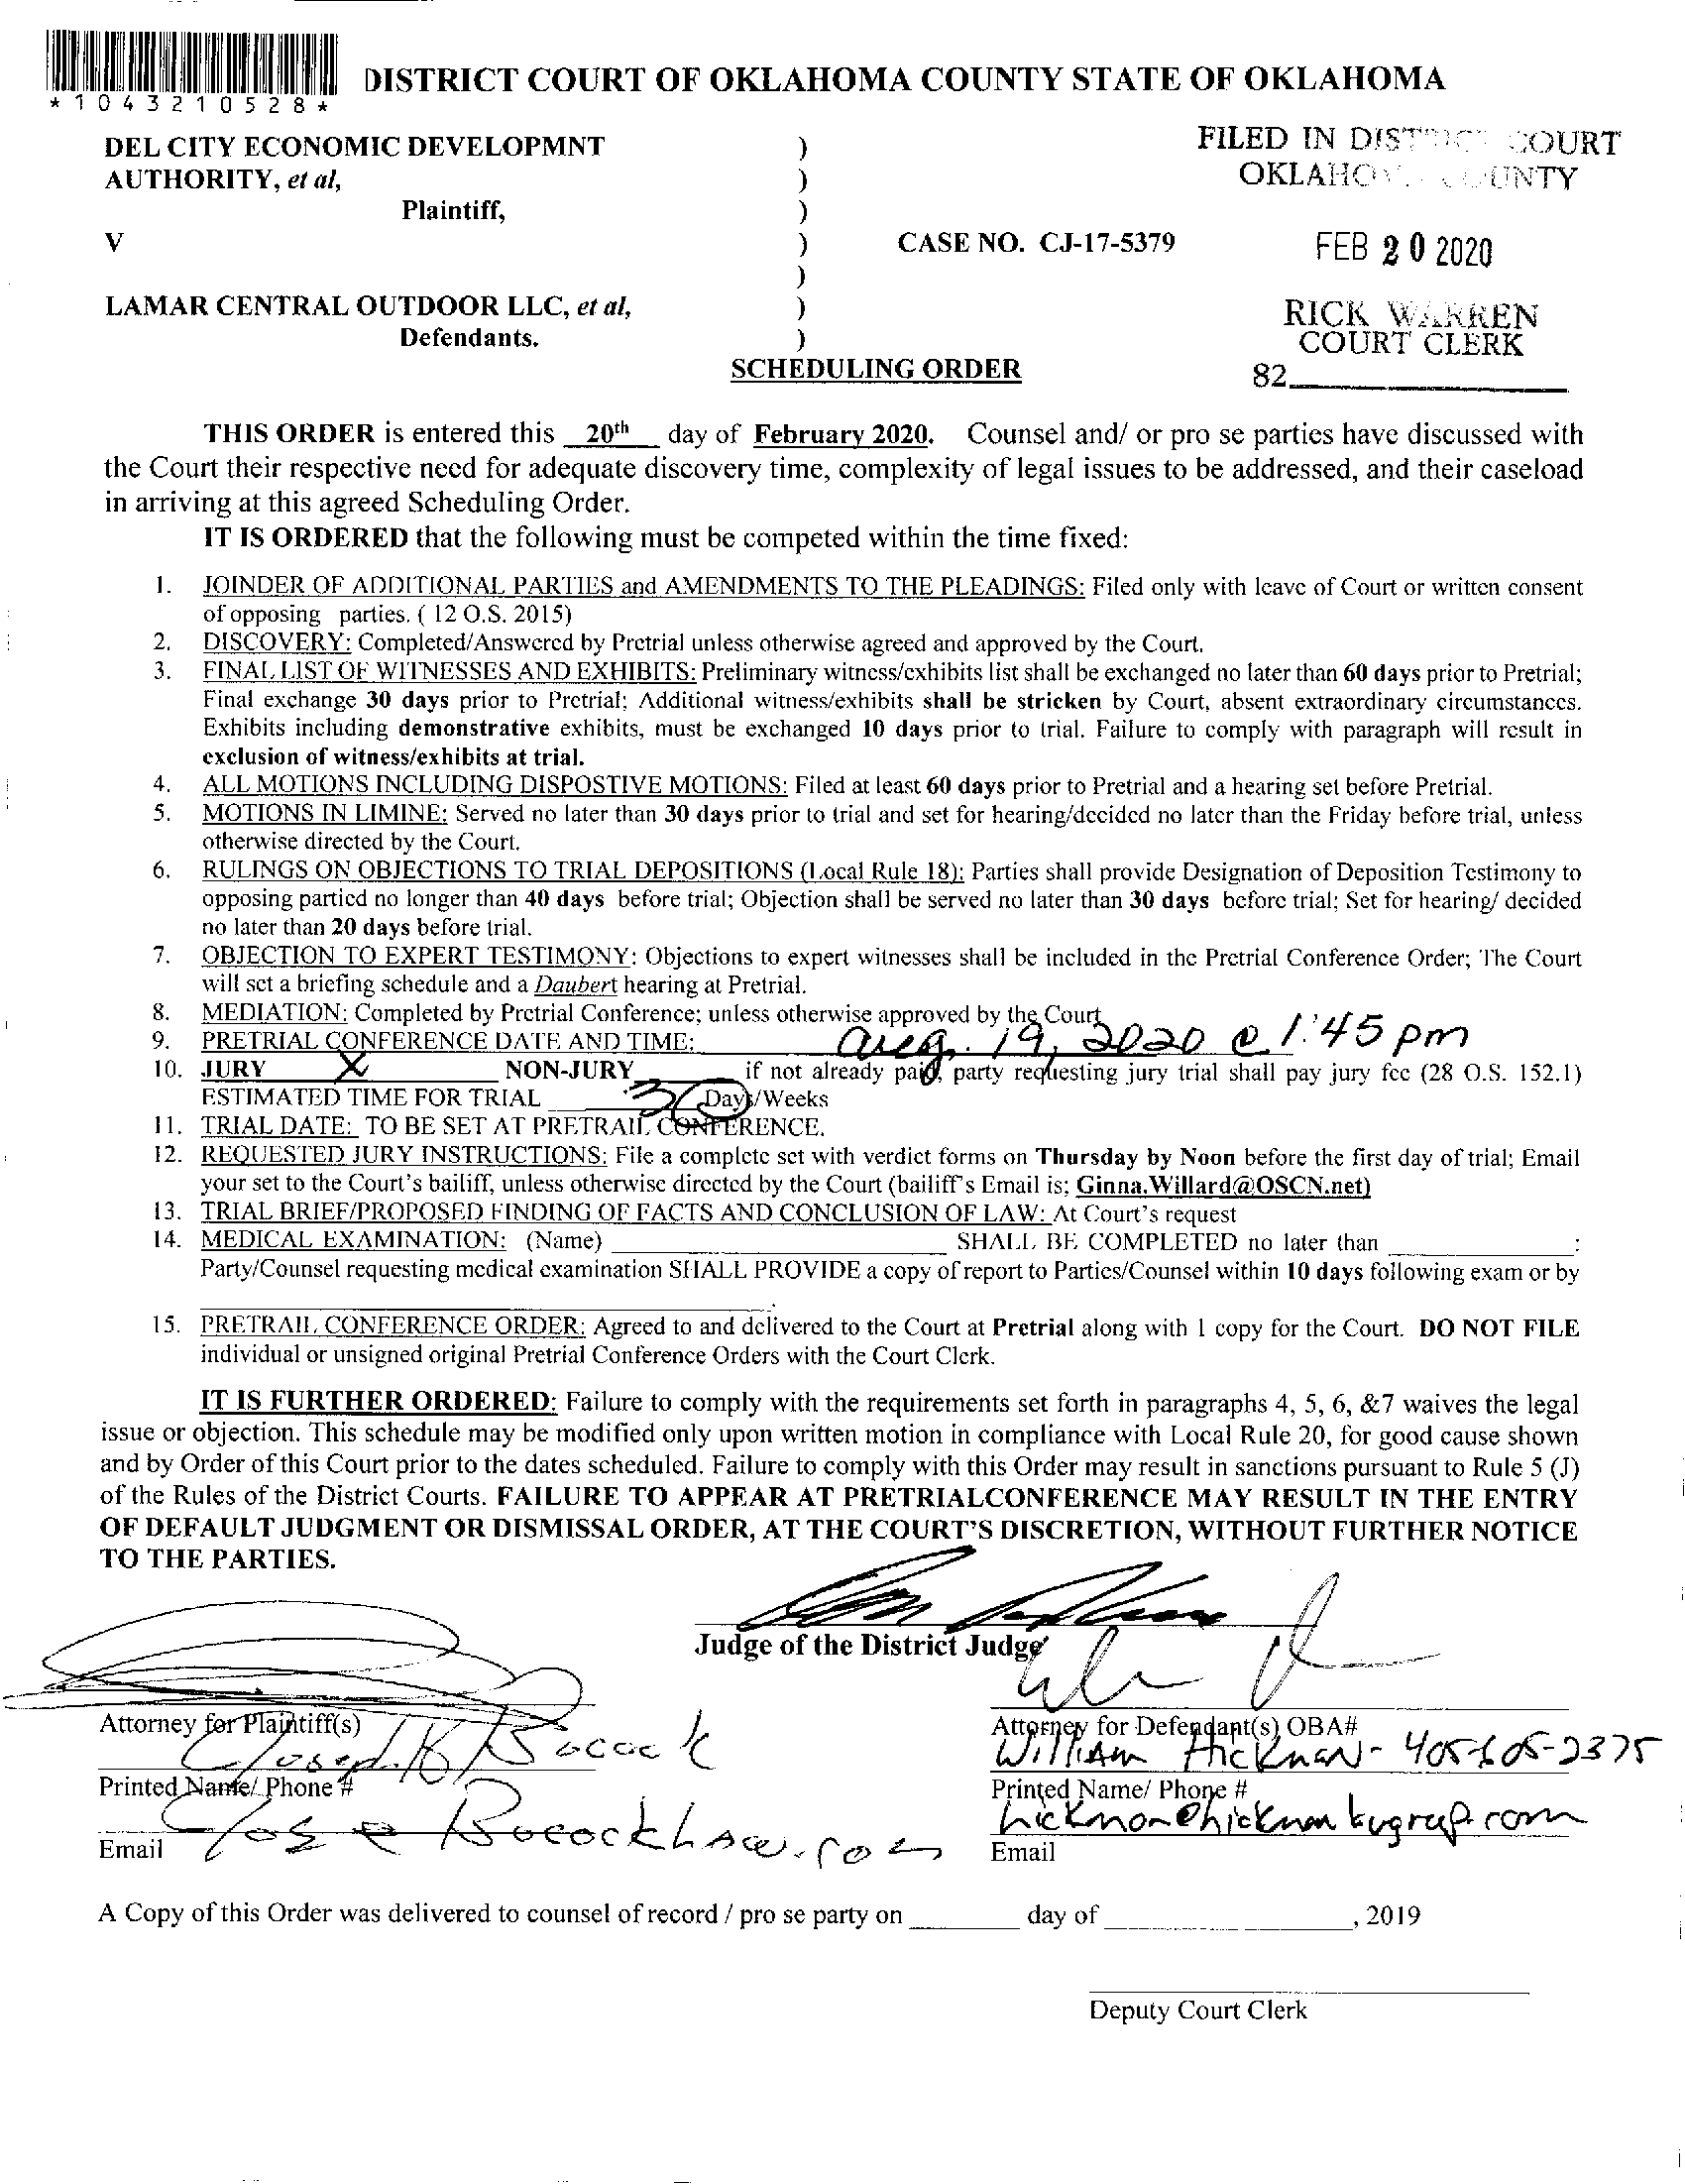 *1043210528*
DISTRICT COURT OF OKLAHOMA COUNTY STATE OF OKLAHOMA
DEL CITY ECONOMIC DEVELOPMNT
AUTHORITY, et al,
Plaintiff,
V
LAMAR CENTRAL OUTDOOR LLC, et al,
Defendants.
)
)
)
)
)
)
)
CASE NO. CJ-17-5379
FILED IN DISTRICT COURT
OKLAHOMA COUNTY
FEB 20 2020
RICK WARREN
COURT CLERK
82
SCHEDULING ORDER
THIS ORDER is entered this 20th day of February 2020. Counsel and/ or pro se parties have discussed with
the Court their respective need for adequate discovery time, complexity of legal issues to be addressed, and their caseload
in arriving at this agreed Scheduling Order.
IT IS ORDERED that the following must be competed within the time fixed:
1. JOINDER OF ADDITIONAL PARTIES and AMENDMENTS TO THE PLEADINGS: Filed only with leave of Court or written consent
of opposing parties. ( 12 O.S. 2015)
2. DISCOVERY: Completed/Answered by Pretrial unless otherwise agreed and approved by the Court.
3. FINAL LIST OF WITNESSES AND EXHIBITS: Preliminary witness/exhibits list shall be exchanged no later than 60 days prior to Pretrial;
Final exchange 30 days prior to Pretrial; Additional witness/exhibits shall be stricken by Court, absent extraordinary circumstances.
Exhibits including demonstrative exhibits, must be exchanged 10 days prior to trial. Failure to comply with paragraph will result in
exclusion of witness/exhibits at trial.
4. ALL MOTIONS INCLUDING DISPOSTIVE MOTIONS: Filed at least 60 days prior to Pretrial and a hearing set before Pretrial.
5. MOTIONS IN LIMINE: Served no later than 30 days prior to trial and set for hearing/decided no later than the Friday before trial, unless
otherwise directed by the Court.
6. RULINGS ON OBJECTIONS TO TRIAL DEPOSITIONS (Local Rule 18): Parties shall provide Designation of Deposition Testimony to
opposing partied no longer than 40 days before trial; Objection shall be served no later than 30 days before trial; Set for hearing/ decided
no later than 20 days before trial.
7. OBJECTION TO EXPERT TESTIMONY: Objections to expert witnesses shall be included in the Pretrial Conference Order; The Court
will set a briefing schedule and a Daubert hearing at Pretrial.
8. MEDIATION: Completed by Pretrial Conference; unless otherwise approved by the Court
9. PRETRIAL CONFERENCE DATE AND TIME: Aug. 19, 2020 @ 1:45 pm
10. JURY X NON-JURY if not already paid, party requesting jury trial shall pay jury fee (28 O.S. 152.1)
ESTIMATED TIME FOR TRIAL 3 Days/Weeks
11. TRIAL DATE: TO BE SET AT PRETRAIL CONFERENCE.
12. REQUESTED JURY INSTRUCTIONS: File a complete set with verdict forms on Thursday by Noon before the first day of trial; Email
your set to the Court's bailiff, unless otherwise directed by the Court (bailiff's Email is; Ginna.Willard@OSCN.net)
13. TRIAL BRIEF/PROPOSED FINDING OF FACTS AND CONCLUSION OF LAW: At Court's request
14. MEDICAL EXAMINATION: (Name) SHALL BE COMPLETED no later than :
Party/Counsel requesting medical examination SHALL PROVIDE a copy of report to Parties/Counsel within 10 days following exam or by
.
15. PRETRAIL CONFERENCE ORDER: Agreed to and delivered to the Court at Pretrial along with 1 copy for the Court. DO NOT FILE
individual or unsigned original Pretrial Conference Orders with the Court Clerk.
IT IS FURTHER ORDERED: Failure to comply with the requirements set forth in paragraphs 4, 5, 6, &7 waives the legal
issue or objection. This schedule may be modified only upon written motion in compliance with Local Rule 20, for good cause shown
and by Order of this Court prior to the dates scheduled. Failure to comply with this Order may result in sanctions pursuant to Rule 5 (J)
of the Rules of the District Courts. FAILURE TO APPEAR AT PRETRIALCONFERENCE MAY RESULT IN THE ENTRY
OF DEFAULT JUDGMENT OR DISMISSAL ORDER, AT THE COURT'S DISCRETION, WITHOUT FURTHER NOTICE
TO THE PARTIES.
Judge of the District Judge
Attorney for Plaintiff(s)
Joseph K Bocock
Printed Name/ Phone #
Joe @ Bococklaw.com
Email
Attorney for Defendant(s) OBA#
William Hickman - 405-605-2375
Printed Name/ Phone #
Email
A Copy of this Order was delivered to counsel of record / pro se party on day of , 2019
Deputy Court Clerk